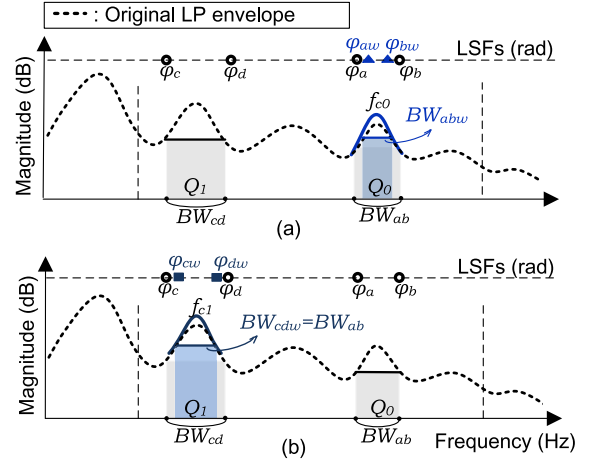 : Original LP envelope
φaw φbw LSFs (rad)
φc φd φa φb
fc0
BWabw
Magnitude (dB)
Q1 Q0
BWcd BWab
(a)
φcw φdw LSFs (rad)
φc φd φa φb
fc1
BWcdw=BWab
Magnitude (dB)
Q1 Q0
BWcd BWab
(b) Frequency (Hz)